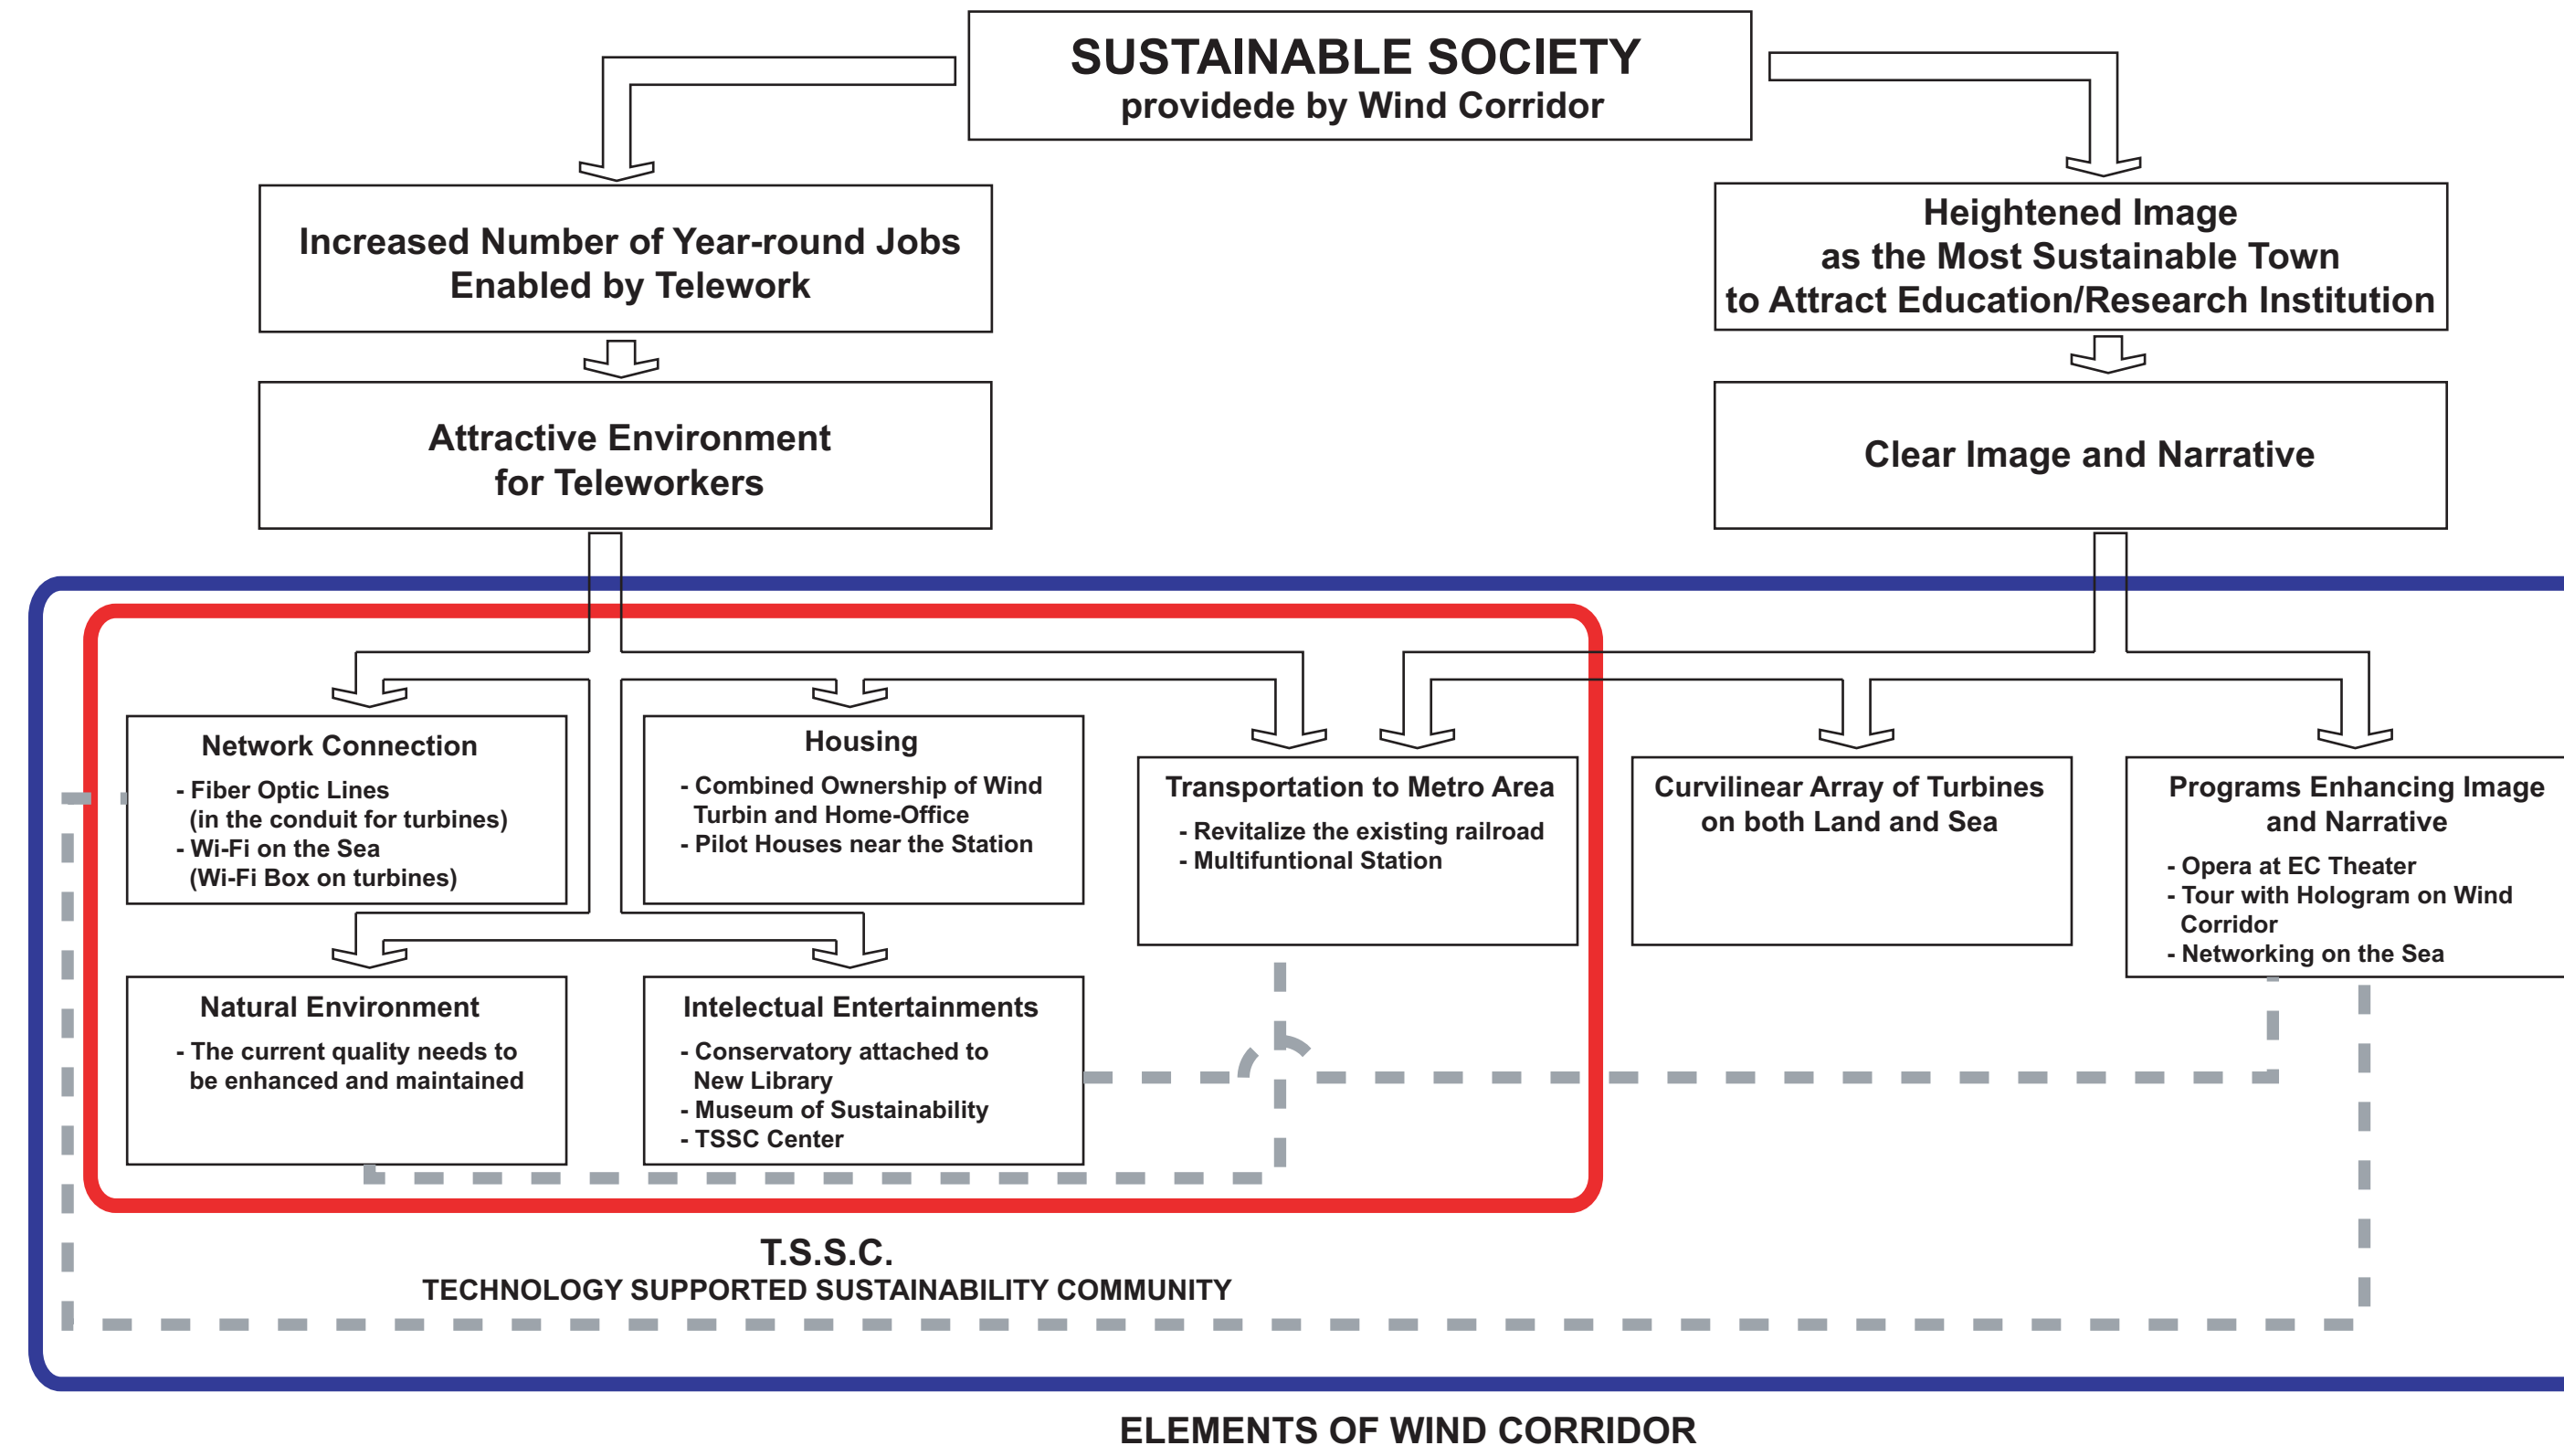 SUSTAINABLE SOCIETY
providede by Wind Corridor
Increased Number of Year-round Jobs
Enabled by Telework
Heightened Image
as the Most Sustainable Town
to Attract Education/Research Institution
Attractive Environment
for Teleworkers
Clear Image and Narrative
Network Connection
- Fiber Optic Lines
(in the conduit for turbines)
- Wi-Fi on the Sea
(Wi-Fi Box on turbines)
Housing
- Combined Ownership of Wind
Turbin and Home-Office
- Pilot Houses near the Station
Transportation to Metro Area
- Revitalize the existing railroad
- Multifuntional Station
Curvilinear Array of Turbines
on both Land and Sea
Programs Enhancing Image
and Narrative
- Opera at EC Theater
- Tour with Hologram on Wind
Corridor
- Networking on the Sea
Natural Environment
- The current quality needs to
be enhanced and maintained
Intelectual Entertainments
- Conservatory attached to
New Library
- Museum of Sustainability
- TSSC Center
T.S.S.C.
TECHNOLOGY SUPPORTED SUSTAINABILITY COMMUNITY
ELEMENTS OF WIND CORRIDOR